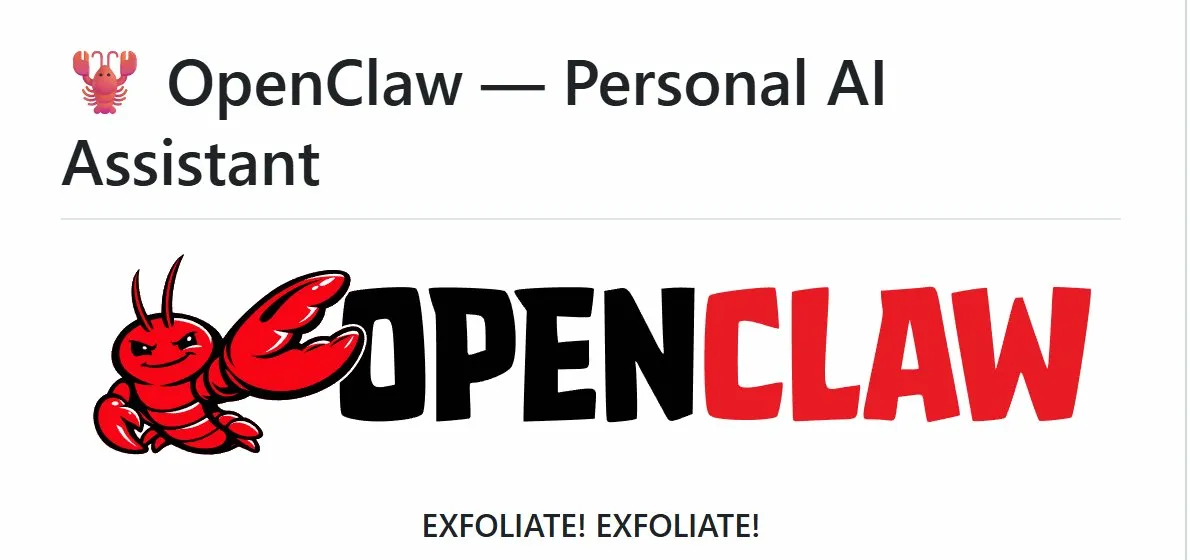 🦞 OpenClaw — Personal AI
Assistant
OPENCLAW
EXFOLIATE! EXFOLIATE!